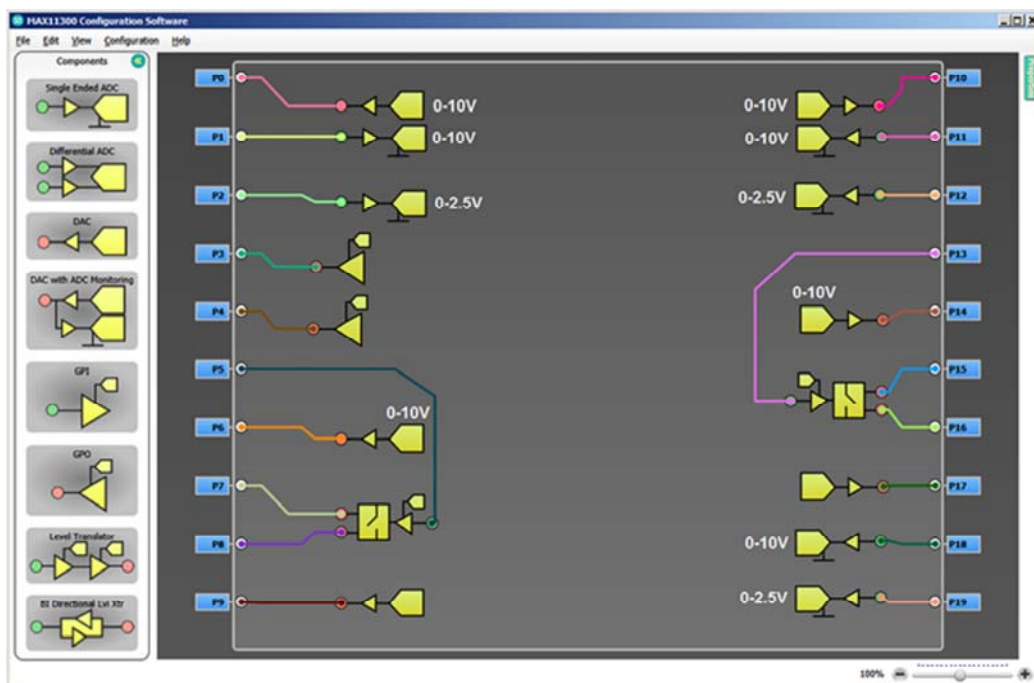 MAX11300 Configuration Software
File Edit View Configuration Help
Components
Single Ended ADC
Differential ADC
DAC
DAC with ADC Monitoring
GPI
GPO
Level Translator
BI Directional Lvl Xtr
P0
0-10V
P1
0-10V
P2
0-2.5V
P3
P4
P5
P6
0-10V
P7
P8
P9
P10
0-10V
P11
0-10V
P12
0-2.5V
P13
P14
0-10V
P15
P16
P17
P18
0-10V
P19
0-2.5V
Properties
100%